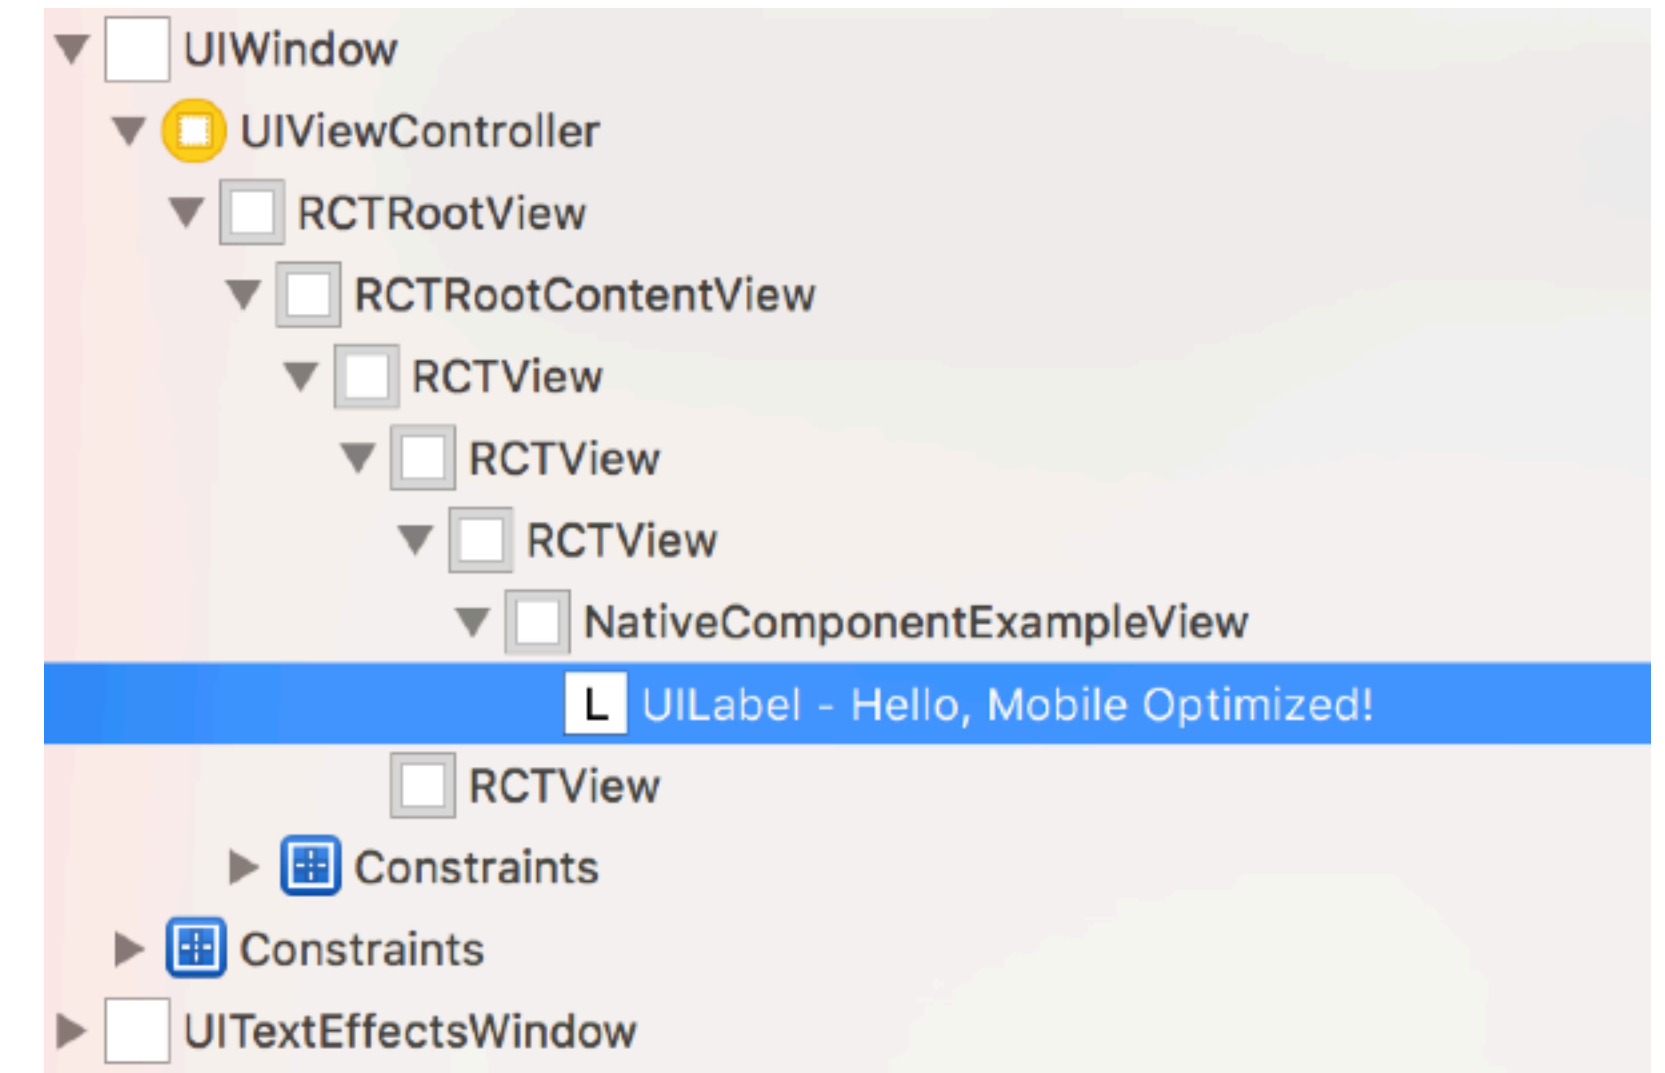 UIWindow
UIViewController
RCTRootView
RCTRootContentView
RCTView
RCTView
RCTView
NativeComponentExampleView
L UILabel - Hello, Mobile Optimized!
RCTView
Constraints
Constraints
UITextEffectsWindow